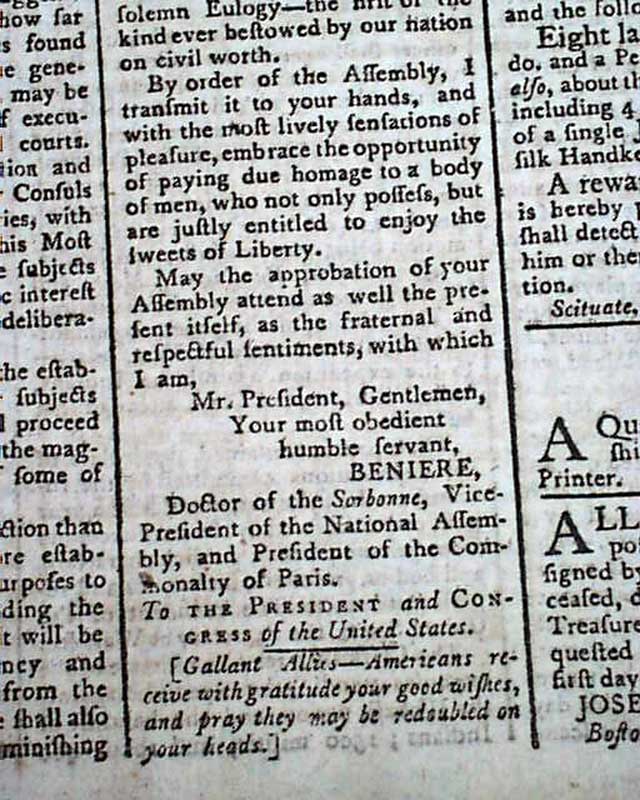 how far
s found
e gene-
may be
f execu-
courts.
ion and
Conſuls
ries, with
his Moſt
e ſubjects
c intereſt
delibera-
the eſtab-
ſubjects
proceed
the mag-
ſome of
ction than
re eſtab-
urpoſes to
ding the
t will be
ncy and
from the
e ſhall alſo
miniſhing
ſolemn Eulogy—the firſt of the
kind ever beſtowed by our nation
on civil worth.
By order of the Aſſembly, I
tranſmit it to your hands, and
with the moſt lively ſenſations of
pleaſure, embrace the opportunity
of paying due homage to a body
of men, who not only poſſeſs, but
are juſtly entitled to enjoy the
ſweets of Liberty.
May the approbation of your
Aſſembly attend as well the pre-
ſent itſelf, as the fraternal and
reſpectful ſentiments, with which
I am,
Mr. Preſident, Gentlemen,
Your moſt obedient
humble ſervant,
BENIERE,
Doctor of the Sorbonne, Vice-
Preſident of the National Aſſem-
bly, and Preſident of the Com-
monalty of Paris.
To THE PRESIDENT and CON-
GRESS of the United States.
[Gallant Allies—Americans re-
ceive with gratitude your good wiſhes,
and pray they may be redoubled on
your heads.]
and the follo
Eight la
do. and a Pe
alſo, about th
including 4
of a ſingle
ſilk Handke
A rewa
is hereby
ſhall detect
him or the
tion.
Scituate,
A Qu
ſhi
Printer.
ALL
poſ
ſigned by
ceaſed, d
Treaſure
queſted
firſt day
JOSE
Boſto